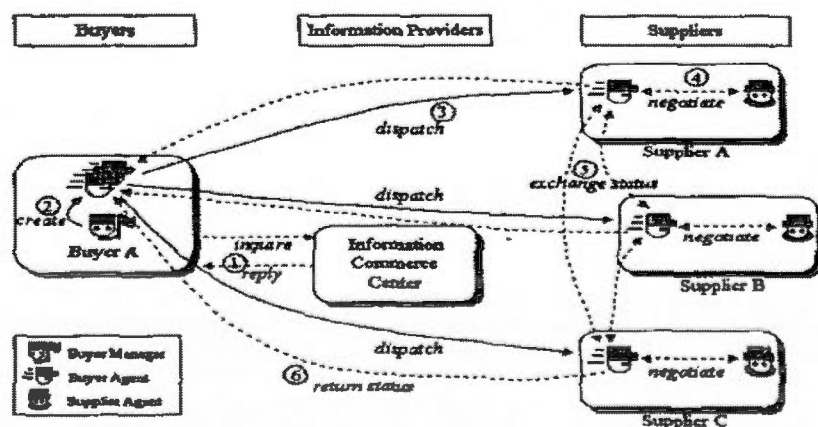 Buyers
Information Providers
Suppliers
④
negotiate
③
dispatch
Supplier A
⑤
exchange status
②
create
dispatch
negotiate
Buyer A
inquare
①
reply
Information
Commerce
Center
Supplier B
dispatch
negotiate
⑥
return status
Supplier C
Buyer Manager
Buyer Agent
Supplier Agent